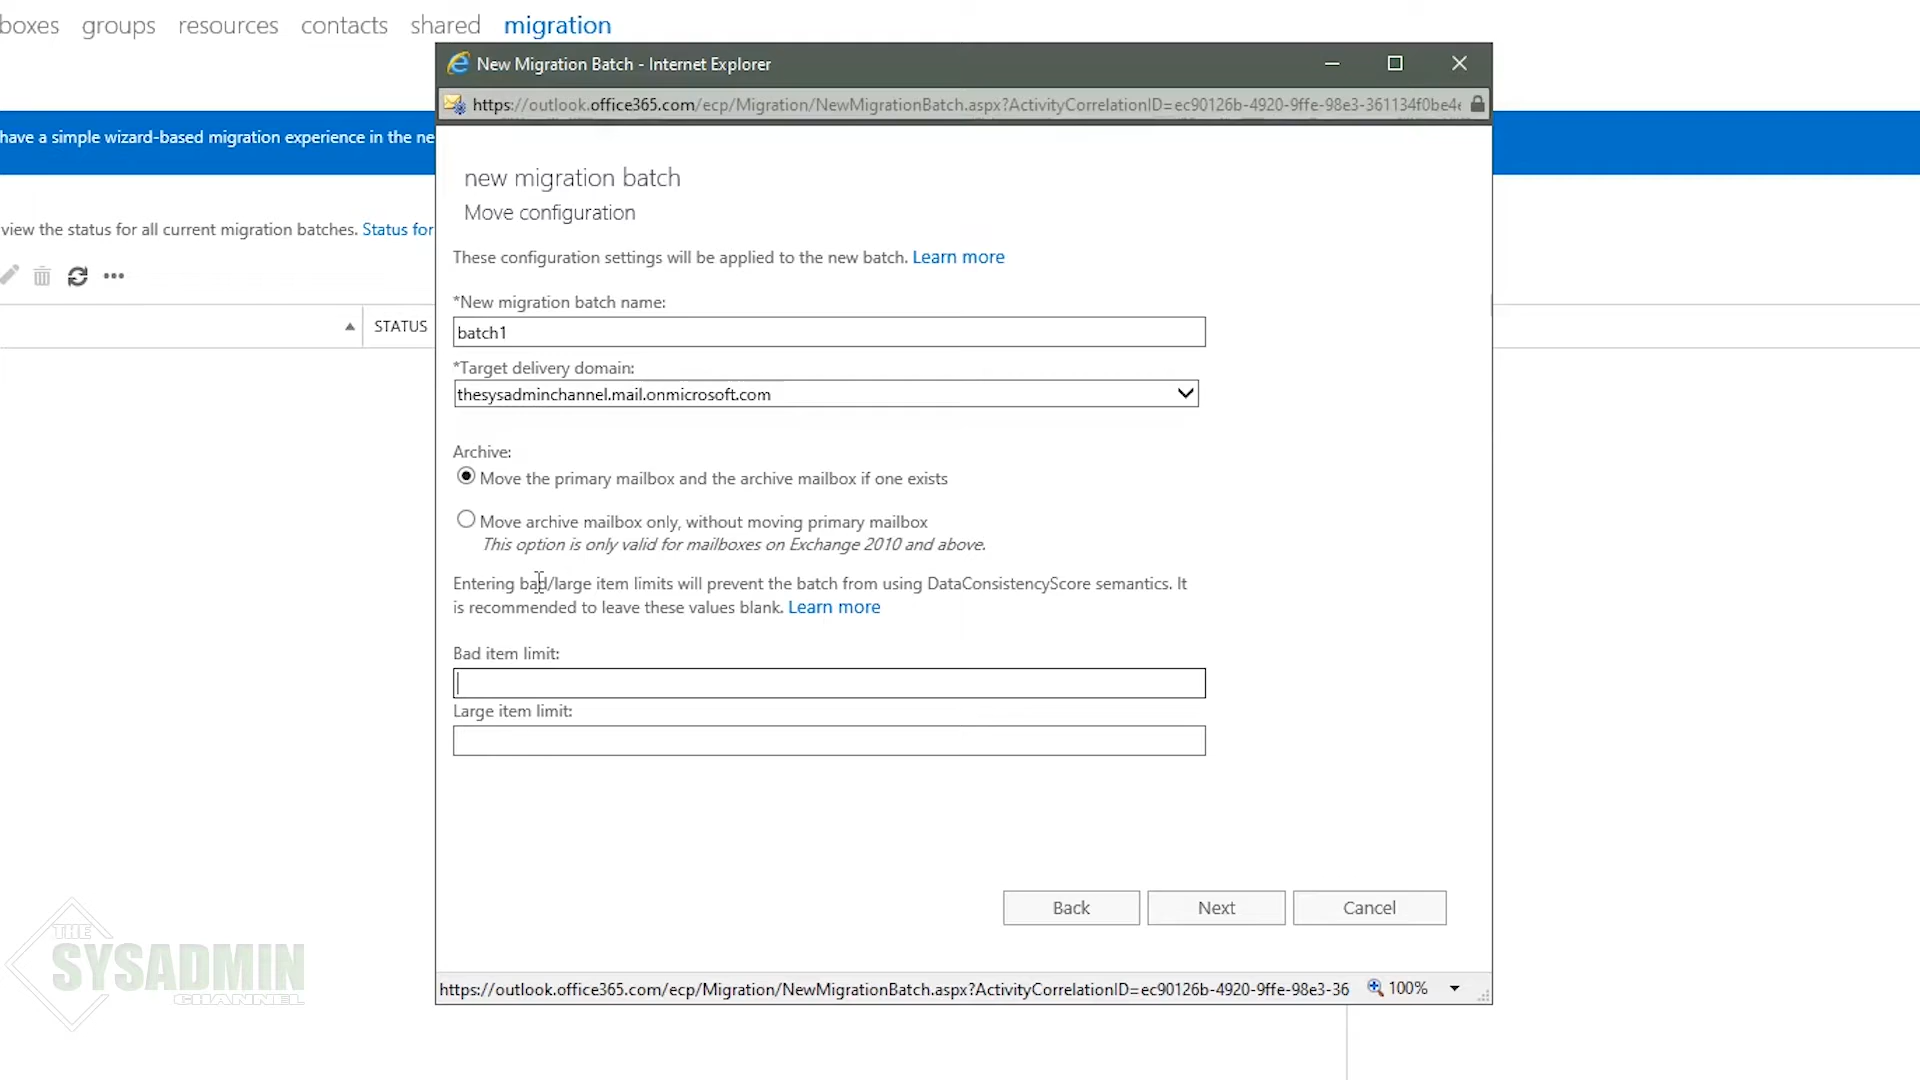 boxes groups resources contacts shared migration
New Migration Batch - Internet Explorer
https://outlook.office365.com/ecp/Migration/NewMigrationBatch.aspx?ActivityCorrelationID=ec90126b-4920-9ffe-98e3-361134f0be4
have a simple wizard-based migration experience in the ne
new migration batch
Move configuration
view the status for all current migration batches. Status for
These configuration settings will be applied to the new batch. Learn more
*New migration batch name:
STATUS
batch1
*Target delivery domain:
thesysadminchannel.mail.onmicrosoft.com
Archive:
Move the primary mailbox and the archive mailbox if one exists
Move archive mailbox only, without moving primary mailbox
This option is only valid for mailboxes on Exchange 2010 and above.
Entering bad/large item limits will prevent the batch from using DataConsistencyScore semantics. It
is recommended to leave these values blank. Learn more
Bad item limit:
Large item limit:
Back Next Cancel
THE
SYSADMIN
CHANNEL
https://outlook.office365.com/ecp/Migration/NewMigrationBatch.aspx?ActivityCorrelationID=ec90126b-4920-9ffe-98e3-36 100%